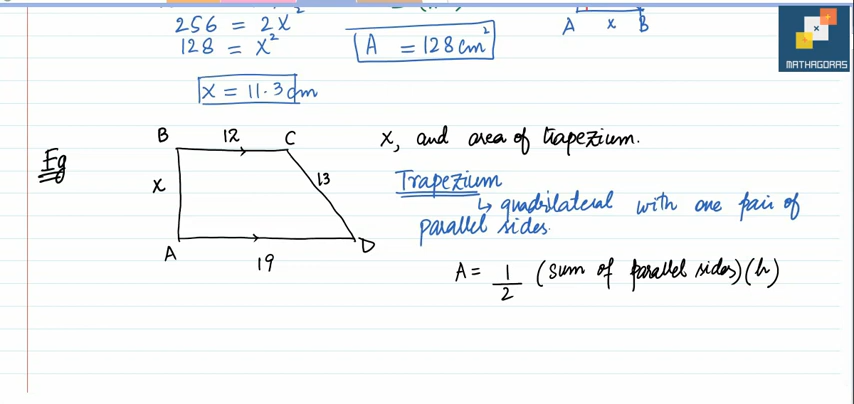 256 = 2x²
128 = x²
A = 128 cm²
x = 11.3 cm
A x B
MATHAGORAS
Eg
B 12 C
x
13
A
D
19
x, and area of trapezium.
Trapezium
↳ quadrilateral with one pair of
parallel sides.
A = 1/2 (sum of parallel sides)(h)